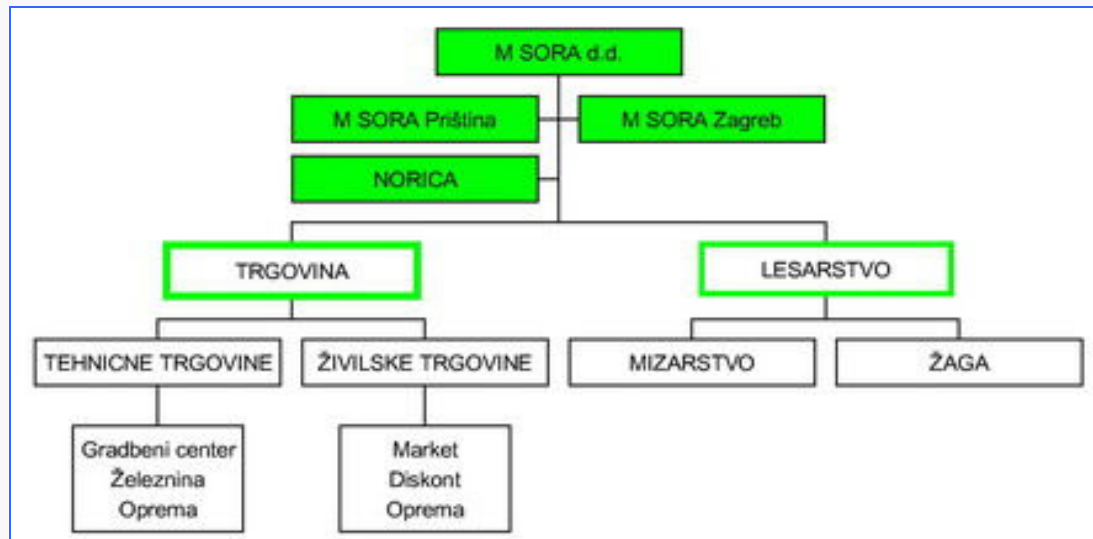 M SORA d.d.
M SORA Priština
M SORA Zagreb
NORICA
TRGOVINA
LESARSTVO
TEHNICNE TRGOVINE
ŽIVILSKE TRGOVINE
MIZARSTVO
ŽAGA
Gradbeni center
Železnina
Oprema
Market
Diskont
Oprema